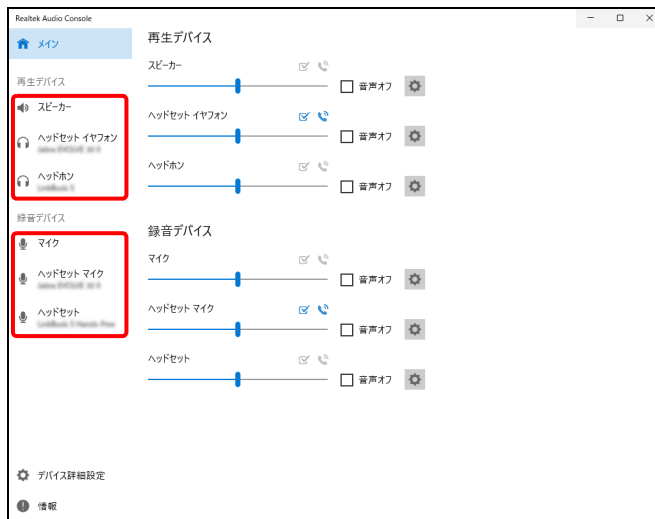 Realtek Audio Console
メイン
再生デバイス
スピーカー
ヘッドセット イヤフォン
ヘッドホン
録音デバイス
マイク
ヘッドセット マイク
ヘッドセット
デバイス詳細設定
情報
再生デバイス
スピーカー
音声オフ
ヘッドセット イヤフォン
音声オフ
ヘッドホン
音声オフ
録音デバイス
マイク
音声オフ
ヘッドセット マイク
音声オフ
ヘッドセット
音声オフ